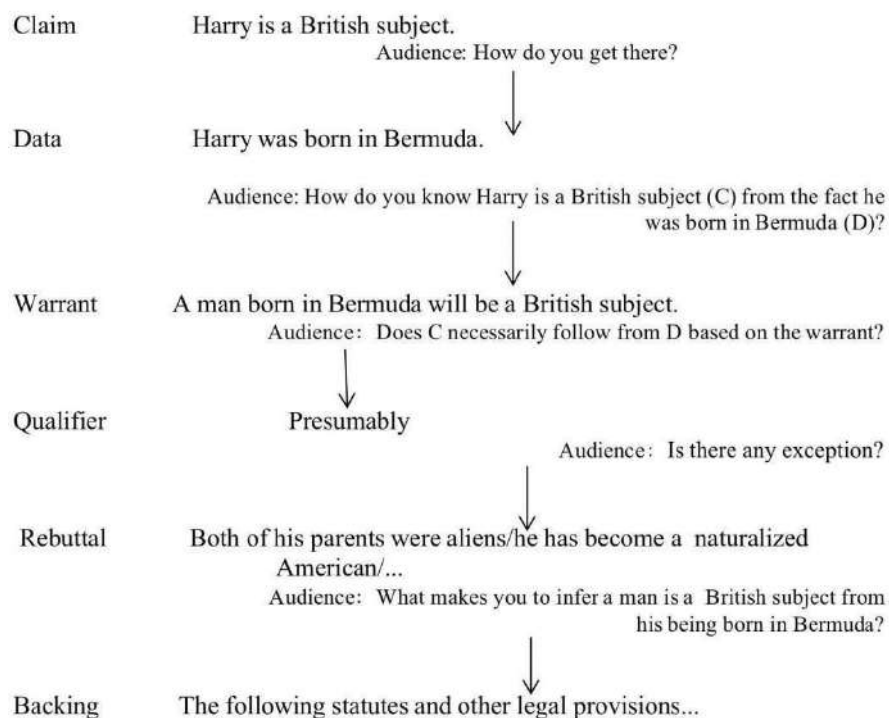 Claim Harry is a British subject.
Audience: How do you get there?
Data Harry was born in Bermuda.
Audience: How do you know Harry is a British subject (C) from the fact he
was born in Bermuda (D)?
Warrant A man born in Bermuda will be a British subject.
Audience: Does C necessarily follow from D based on the warrant?
Qualifier Presumably
Audience: Is there any exception?
Rebuttal Both of his parents were aliens/he has become a naturalized
American/...
Audience: What makes you to infer a man is a British subject from
his being born in Bermuda?
Backing The following statutes and other legal provisions...